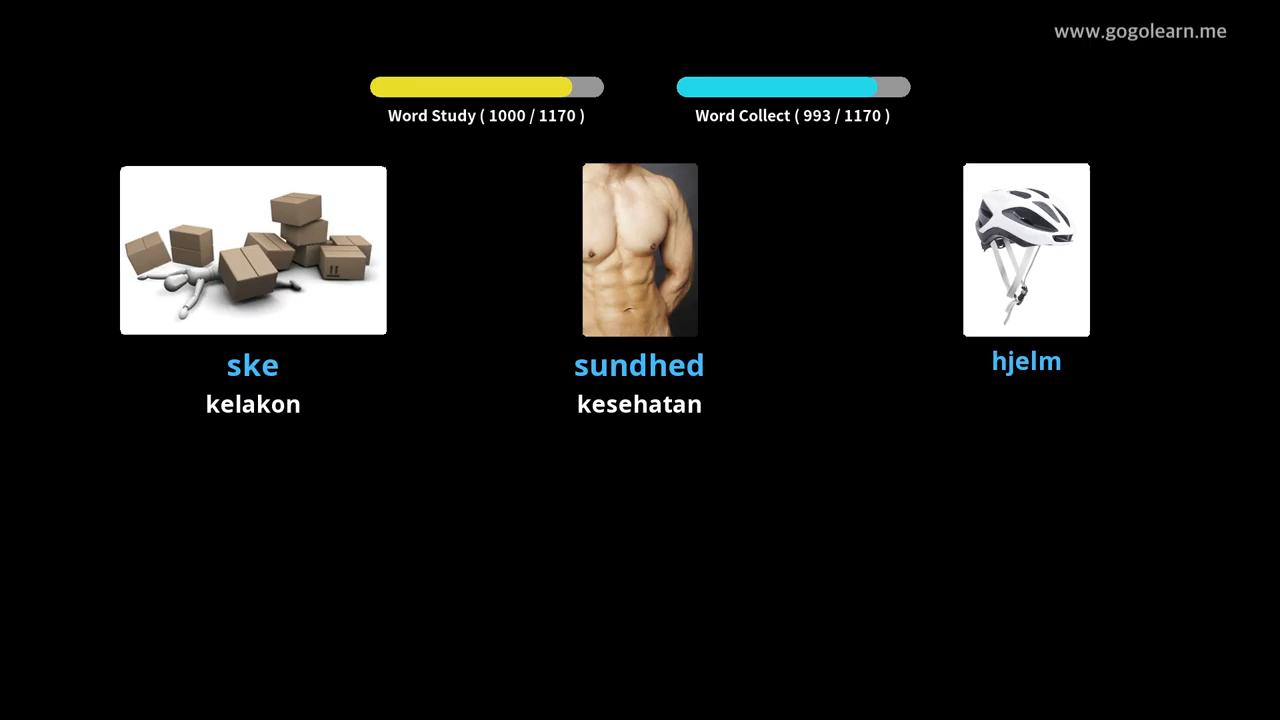 www.gogolearn.me
Word Study ( 1000 / 1170 )
Word Collect ( 993 / 1170 )
ske
kelakon
sundhed
kesehatan
hjelm